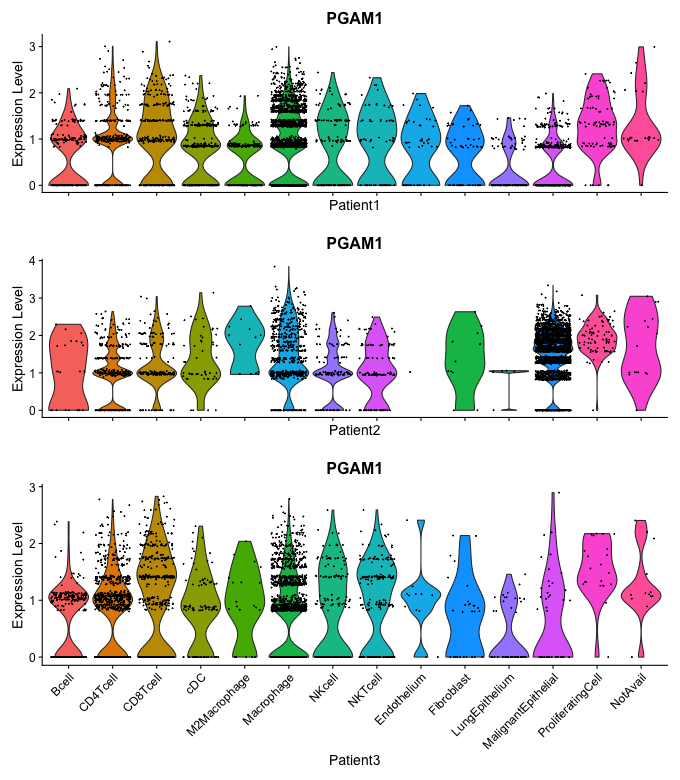 PGAM1
Expression Level
3
2
1
0
Patient1
PGAM1
Expression Level
4
3
2
1
0
Patient2
PGAM1
Expression Level
3
2
1
0
Bcell
CD4Tcell
CD8Tcell
cDC
M2Macrophage
Macrophage
NKcell
NKTcell
Endothelium
Fibroblast
LungEpithelium
MalignantEpithelial
ProliferatingCell
NotAvail
Patient3